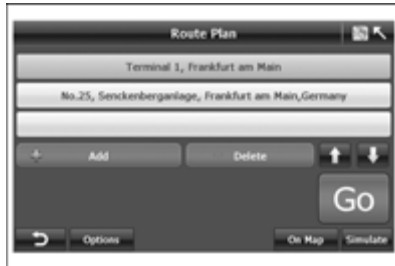 Route Plan
Terminal 1, Frankfurt am Main
No.25, Senckenberganlage, Frankfurt am Main,Germany
Add Delete
Go
Options On Map Simulate